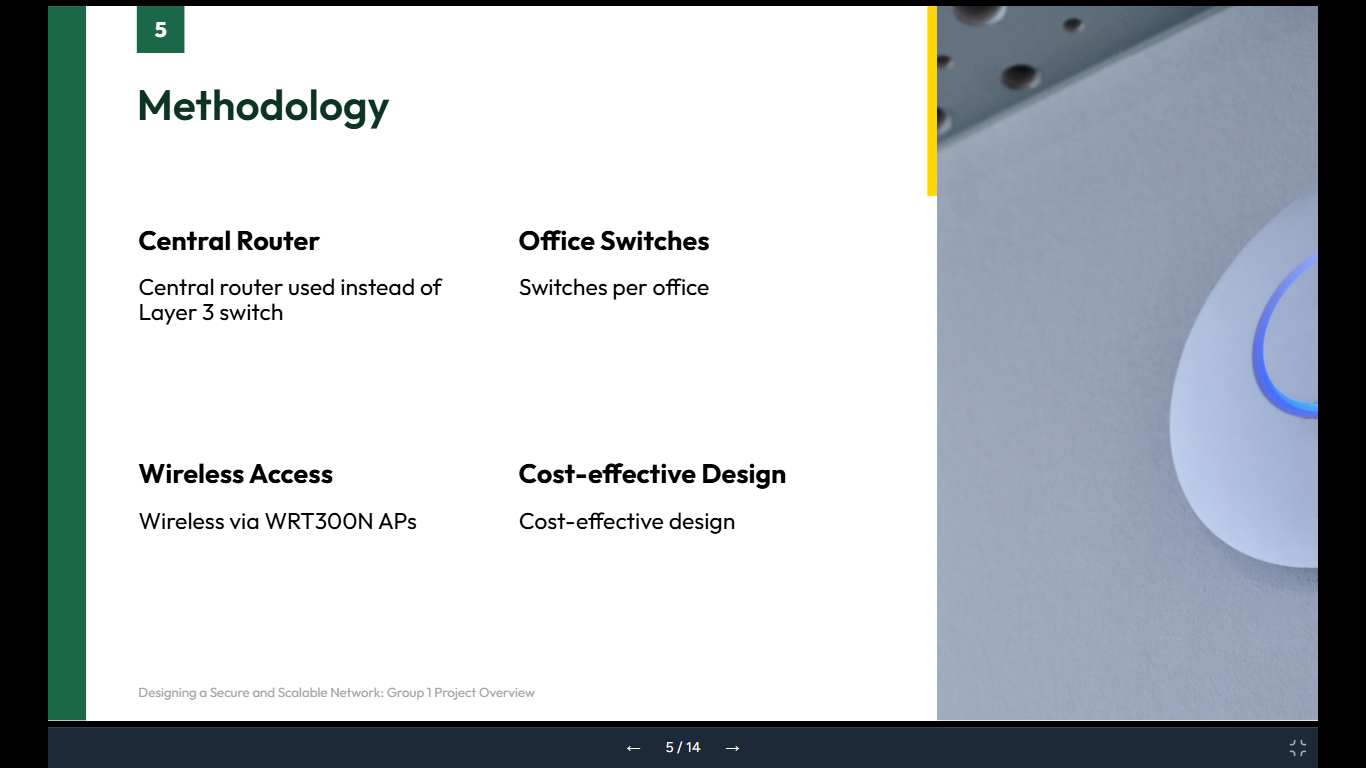 5
Methodology
Central Router
Central router used instead of
Layer 3 switch
Office Switches
Switches per office
Wireless Access
Wireless via WRT300N APs
Cost-effective Design
Cost-effective design
Designing a Secure and Scalable Network: Group 1 Project Overview
← 5 / 14 →